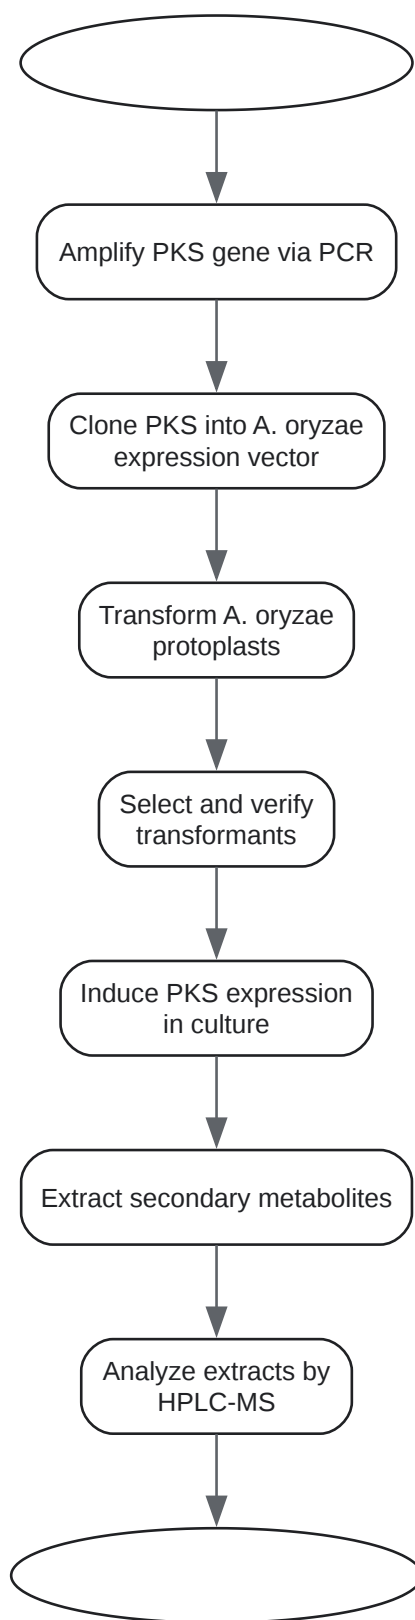 Amplify PKS gene via PCR
Clone PKS into A. oryzae
expression vector
Transform A. oryzae
protoplasts
Select and verify
transformants
Induce PKS expression
in culture
Extract secondary metabolites
Analyze extracts by
HPLC-MS